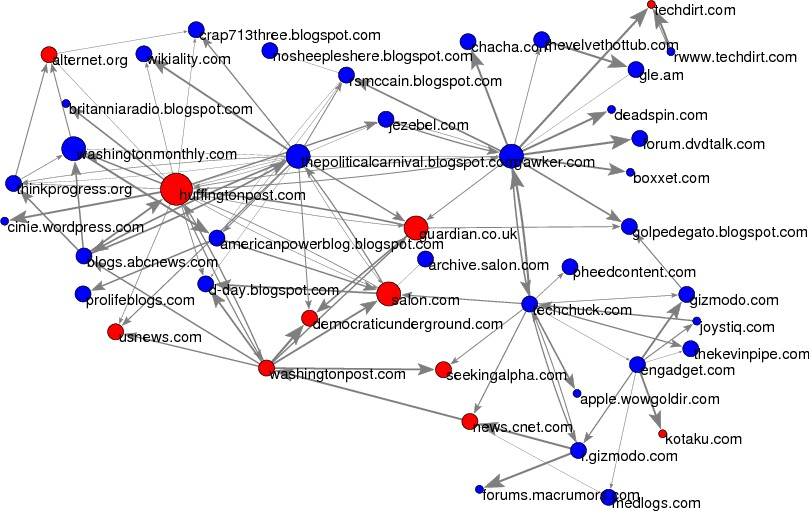 techdirt.com
crap713three.blogspot.com
chacha.com
thevelvethottub.com
alternet.org
wikiality.com
nosheepleshere.blogspot.com
rwww.techdirt.com
rsmccain.blogspot.com
gle.am
britanniaradio.blogspot.com
deadspin.com
jezebel.com
forum.dvdtalk.com
washingtonmonthly.com
thepoliticalcarnival.blogspot.com
gawker.com
boxxet.com
thinkprogress.org
huffingtonpost.com
cinie.wordpress.com
guardian.co.uk
golpedegato.blogspot.com
americanpowerblog.blogspot.com
blogs.abcnews.com
archive.salon.com
pheedcontent.com
d-day.blogspot.com
prolifeblogs.com
salon.com
gizmodo.com
techchuck.com
democraticunderground.com
joystiq.com
usnews.com
thekevinpipe.com
washingtonpost.com
seekingalpha.com
engadget.com
apple.wowgoldir.com
news.cnet.com
kotaku.com
r.gizmodo.com
forums.macrumors.com
medlogs.com